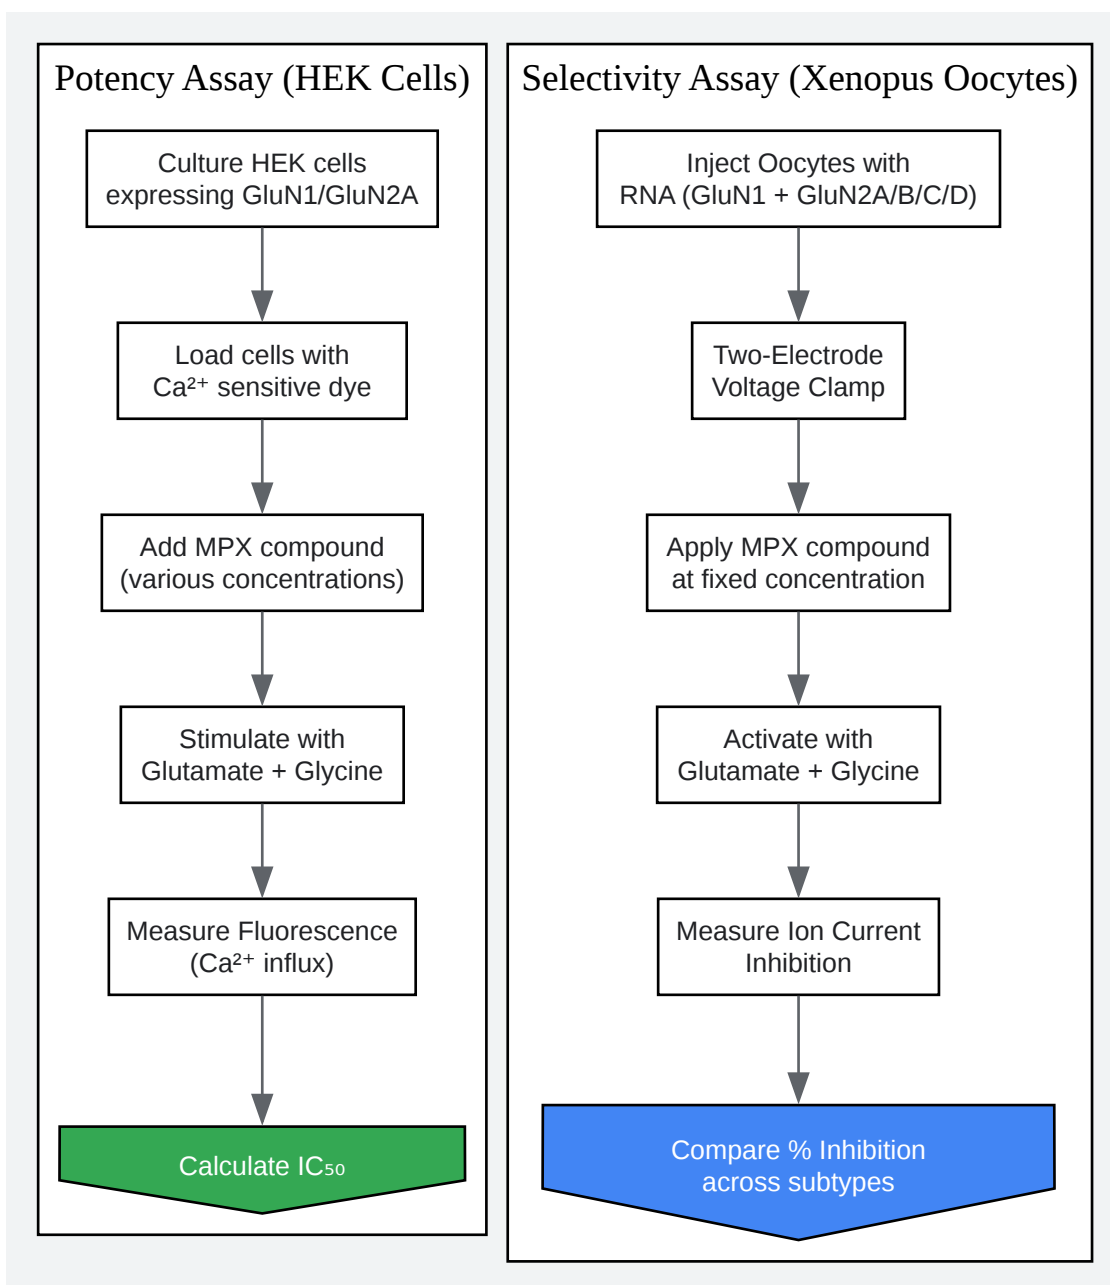 Potency Assay (HEK Cells)
Culture HEK cells
expressing GluN1/GluN2A
Load cells with
Ca²⁺ sensitive dye
Add MPX compound
(various concentrations)
Stimulate with
Glutamate + Glycine
Measure Fluorescence
(Ca²⁺ influx)
Calculate IC₅₀
Selectivity Assay (Xenopus Oocytes)
Inject Oocytes with
RNA (GluN1 + GluN2A/B/C/D)
Two-Electrode
Voltage Clamp
Apply MPX compound
at fixed concentration
Activate with
Glutamate + Glycine
Measure Ion Current
Inhibition
Compare % Inhibition
across subtypes